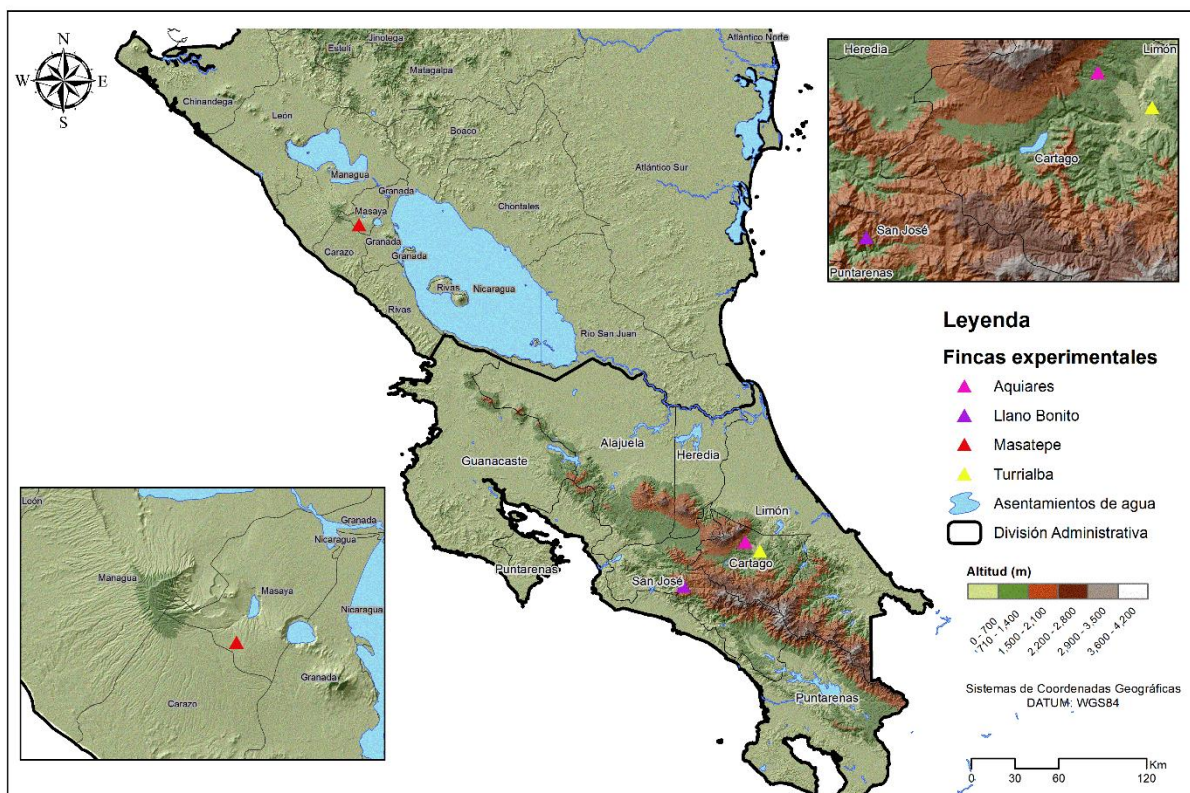 N
W E
S
Jinotega
Estulí
Matagalpa
Atlántico Norte
Chinandega
León
Boaco
Managua
Granada
Atlántico Sur
Masaya
Chontales
Granada
Carazo
Granada
Rivas
Nicaragua
Rivas
Río San Juan
Guanacaste
Alajuela
Heredia
Limón
Puntarenas
San José
Cartago
Puntarenas
Heredia
Limón
Cartago
San José
Puntarenas
León
Granada
Nicaragua
Managua
Masaya
Nicaragua
Granada
Carazo
Leyenda
Fincas experimentales
Aquiares
Llano Bonito
Masatepe
Turrialba
Asentamientos de agua
División Administrativa
Altitud (m)
0 - 700
710 - 1,400
1,500 - 2,100
2,200 - 2,800
2,900 - 3,500
3,600 - 4,200
Sistemas de Coordenadas Geográficas
DATUM: WGS84
Km
0 30 60 120